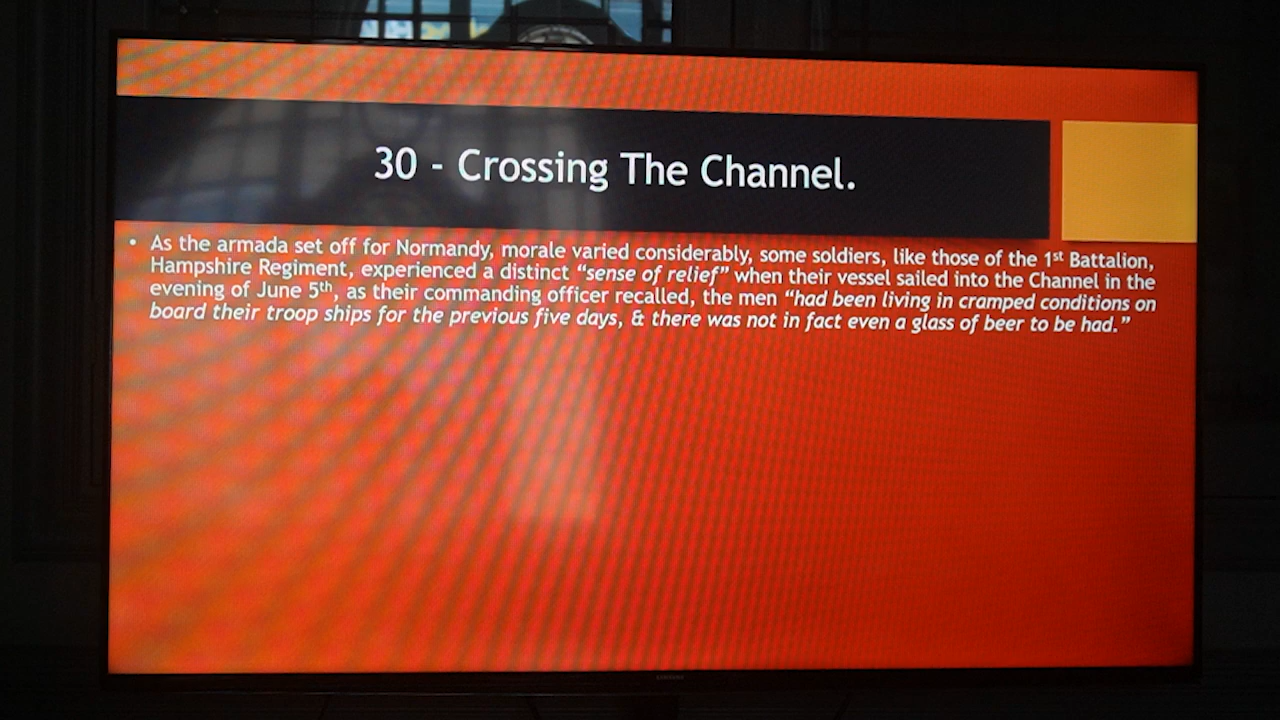 30 - Crossing The Channel.
• As the armada set off for Normandy, morale varied considerably, some soldiers, like those of the 1st Battalion,
Hampshire Regiment, experienced a distinct “sense of relief” when their vessel sailed into the Channel in the
evening of June 5th, as their commanding officer recalled, the men “had been living in cramped conditions on
board their troop ships for the previous five days, & there was not in fact even a glass of beer to be had.”
SAMSUNG